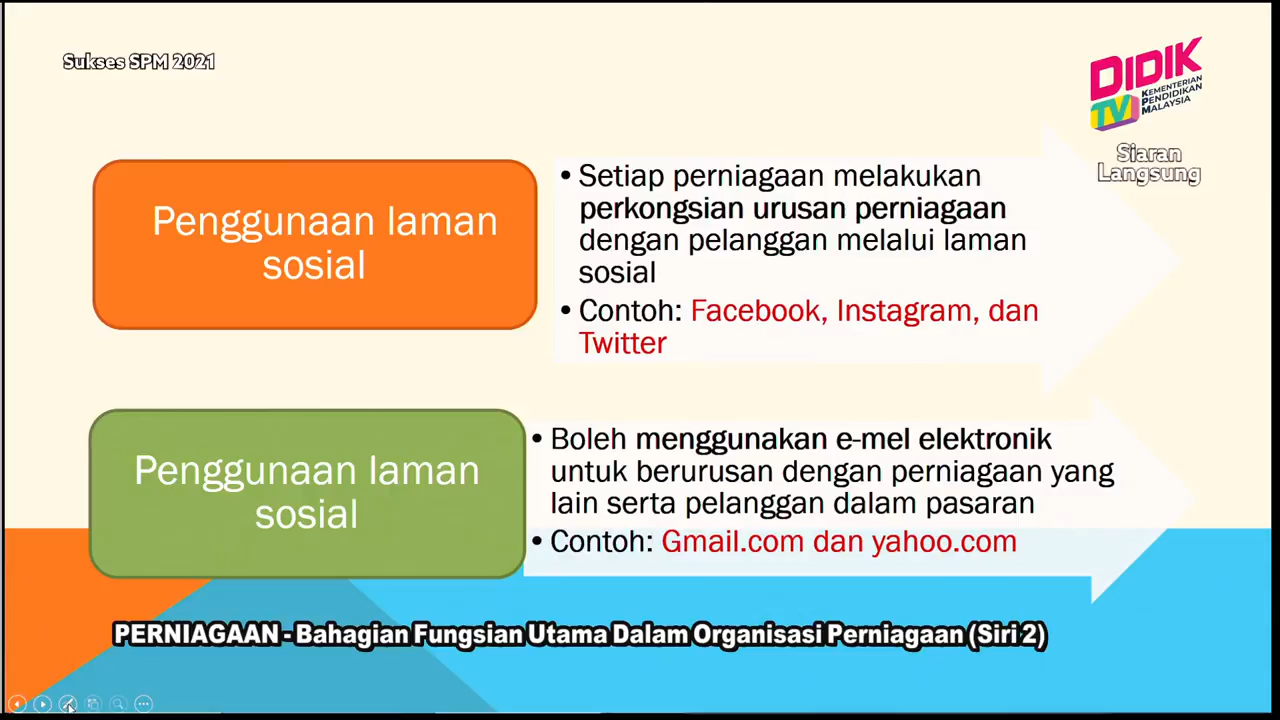 Sukses SPM 2021
DIDIK
TV
KEMENTERIAN
PENDIDIKAN
MALAYSIA
Siaran
Langsung
Penggunaan laman
sosial
• Setiap perniagaan melakukan
perkongsian urusan perniagaan
dengan pelanggan melalui laman
sosial
• Contoh: Facebook, Instagram, dan
Twitter
Penggunaan laman
sosial
• Boleh menggunakan e-mel elektronik
untuk berurusan dengan perniagaan yang
lain serta pelanggan dalam pasaran
• Contoh: Gmail.com dan yahoo.com
PERNIAGAAN - Bahagian Fungsian Utama Dalam Organisasi Perniagaan (Siri 2)